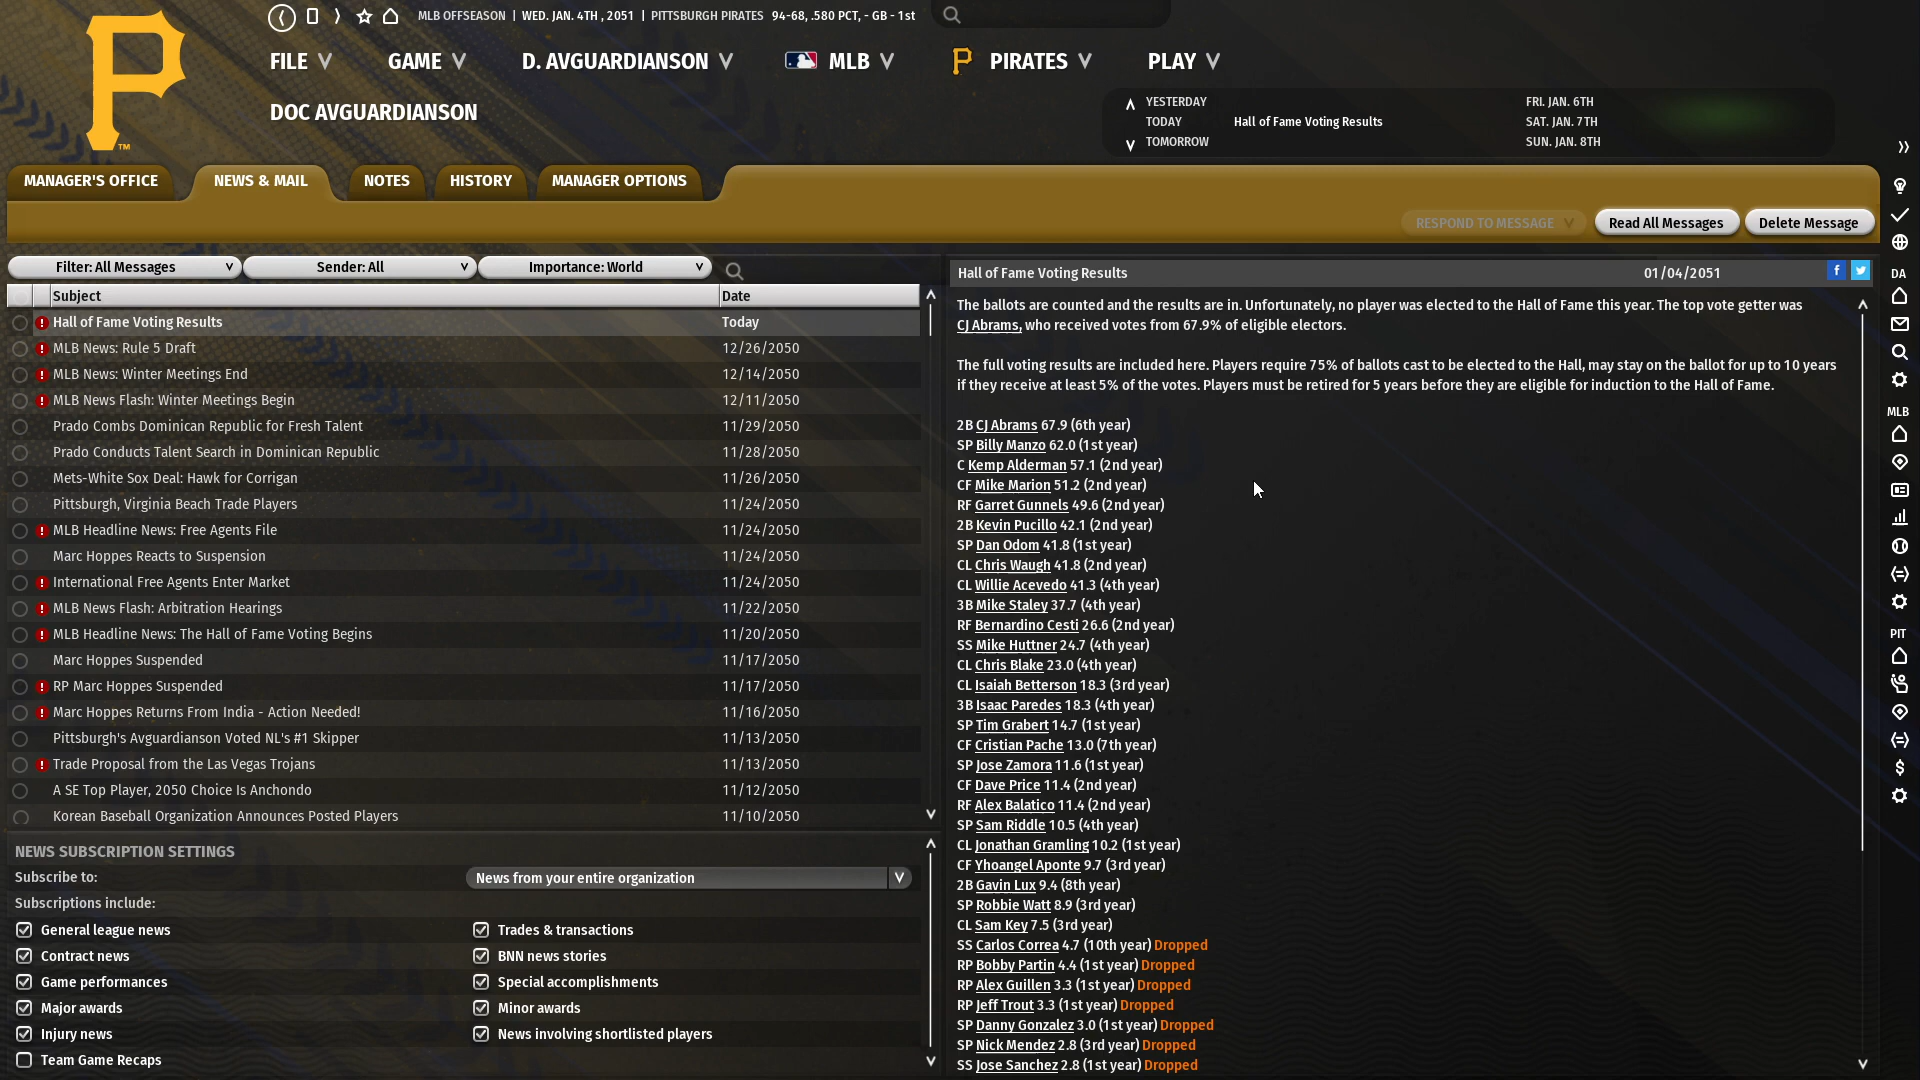 MLB OFFSEASON | WED. JAN. 4TH , 2051 | PITTSBURGH PIRATES 94-68, .580 PCT, - GB - 1st
FILE GAME D. AVGUARDIANSON MLB PIRATES PLAY
DOC AVGUARDIANSON
YESTERDAY FRI. JAN. 6TH
TODAY Hall of Fame Voting Results SAT. JAN. 7TH
TOMORROW SUN. JAN. 8TH
P
TM
MANAGER'S OFFICE NEWS & MAIL NOTES HISTORY MANAGER OPTIONS
RESPOND TO MESSAGE Read All Messages Delete Message
Filter: All Messages Sender: All Importance: World
Subject Date
Hall of Fame Voting Results Today
MLB News: Rule 5 Draft 12/26/2050
MLB News: Winter Meetings End 12/14/2050
MLB News Flash: Winter Meetings Begin 12/11/2050
Prado Combs Dominican Republic for Fresh Talent 11/29/2050
Prado Conducts Talent Search in Dominican Republic 11/28/2050
Mets-White Sox Deal: Hawk for Corrigan 11/26/2050
Pittsburgh, Virginia Beach Trade Players 11/24/2050
MLB Headline News: Free Agents File 11/24/2050
Marc Hoppes Reacts to Suspension 11/24/2050
International Free Agents Enter Market 11/24/2050
MLB News Flash: Arbitration Hearings 11/22/2050
MLB Headline News: The Hall of Fame Voting Begins 11/20/2050
Marc Hoppes Suspended 11/17/2050
RP Marc Hoppes Suspended 11/17/2050
Marc Hoppes Returns From India - Action Needed! 11/16/2050
Pittsburgh's Avguardianson Voted NL's #1 Skipper 11/13/2050
Trade Proposal from the Las Vegas Trojans 11/13/2050
A SE Top Player, 2050 Choice Is Anchondo 11/12/2050
Korean Baseball Organization Announces Posted Players 11/10/2050
NEWS SUBSCRIPTION SETTINGS
Subscribe to: News from your entire organization
Subscriptions include:
General league news Trades & transactions
Contract news BNN news stories
Game performances Special accomplishments
Major awards Minor awards
Injury news News involving shortlisted players
Team Game Recaps
Hall of Fame Voting Results 01/04/2051
The ballots are counted and the results are in. Unfortunately, no player was elected to the Hall of Fame this year. The top vote getter was
CJ Abrams, who received votes from 67.9% of eligible electors.
The full voting results are included here. Players require 75% of ballots cast to be elected to the Hall, may stay on the ballot for up to 10 years
if they receive at least 5% of the votes. Players must be retired for 5 years before they are eligible for induction to the Hall of Fame.
2B CJ Abrams 67.9 (6th year)
SP Billy Manzo 62.0 (1st year)
C Kemp Alderman 57.1 (2nd year)
CF Mike Marion 51.2 (2nd year)
RF Garret Gunnels 49.6 (2nd year)
2B Kevin Pucillo 42.1 (2nd year)
SP Dan Odom 41.8 (1st year)
CL Chris Waugh 41.8 (2nd year)
CL Willie Acevedo 41.3 (4th year)
3B Mike Staley 37.7 (4th year)
RF Bernardino Cesti 26.6 (2nd year)
SS Mike Huttner 24.7 (4th year)
CL Chris Blake 23.0 (4th year)
CL Isaiah Betterson 18.3 (3rd year)
3B Isaac Paredes 18.3 (4th year)
SP Tim Grabert 14.7 (1st year)
CF Cristian Pache 13.0 (7th year)
SP Jose Zamora 11.6 (1st year)
CF Dave Price 11.4 (2nd year)
RF Alex Balatico 11.4 (2nd year)
SP Sam Riddle 10.5 (4th year)
CL Jonathan Gramling 10.2 (1st year)
CF Yhoangel Aponte 9.7 (3rd year)
2B Gavin Lux 9.4 (8th year)
SP Robbie Watt 8.9 (3rd year)
CL Sam Key 7.5 (3rd year)
SS Carlos Correa 4.7 (10th year) Dropped
RP Bobby Partin 4.4 (1st year) Dropped
RP Alex Guillen 3.3 (1st year) Dropped
RP Jeff Trout 3.3 (1st year) Dropped
SP Danny Gonzalez 3.0 (1st year) Dropped
SP Nick Mendez 2.8 (3rd year) Dropped
SS Jose Sanchez 2.8 (1st year) Dropped
DA
MLB
PIT